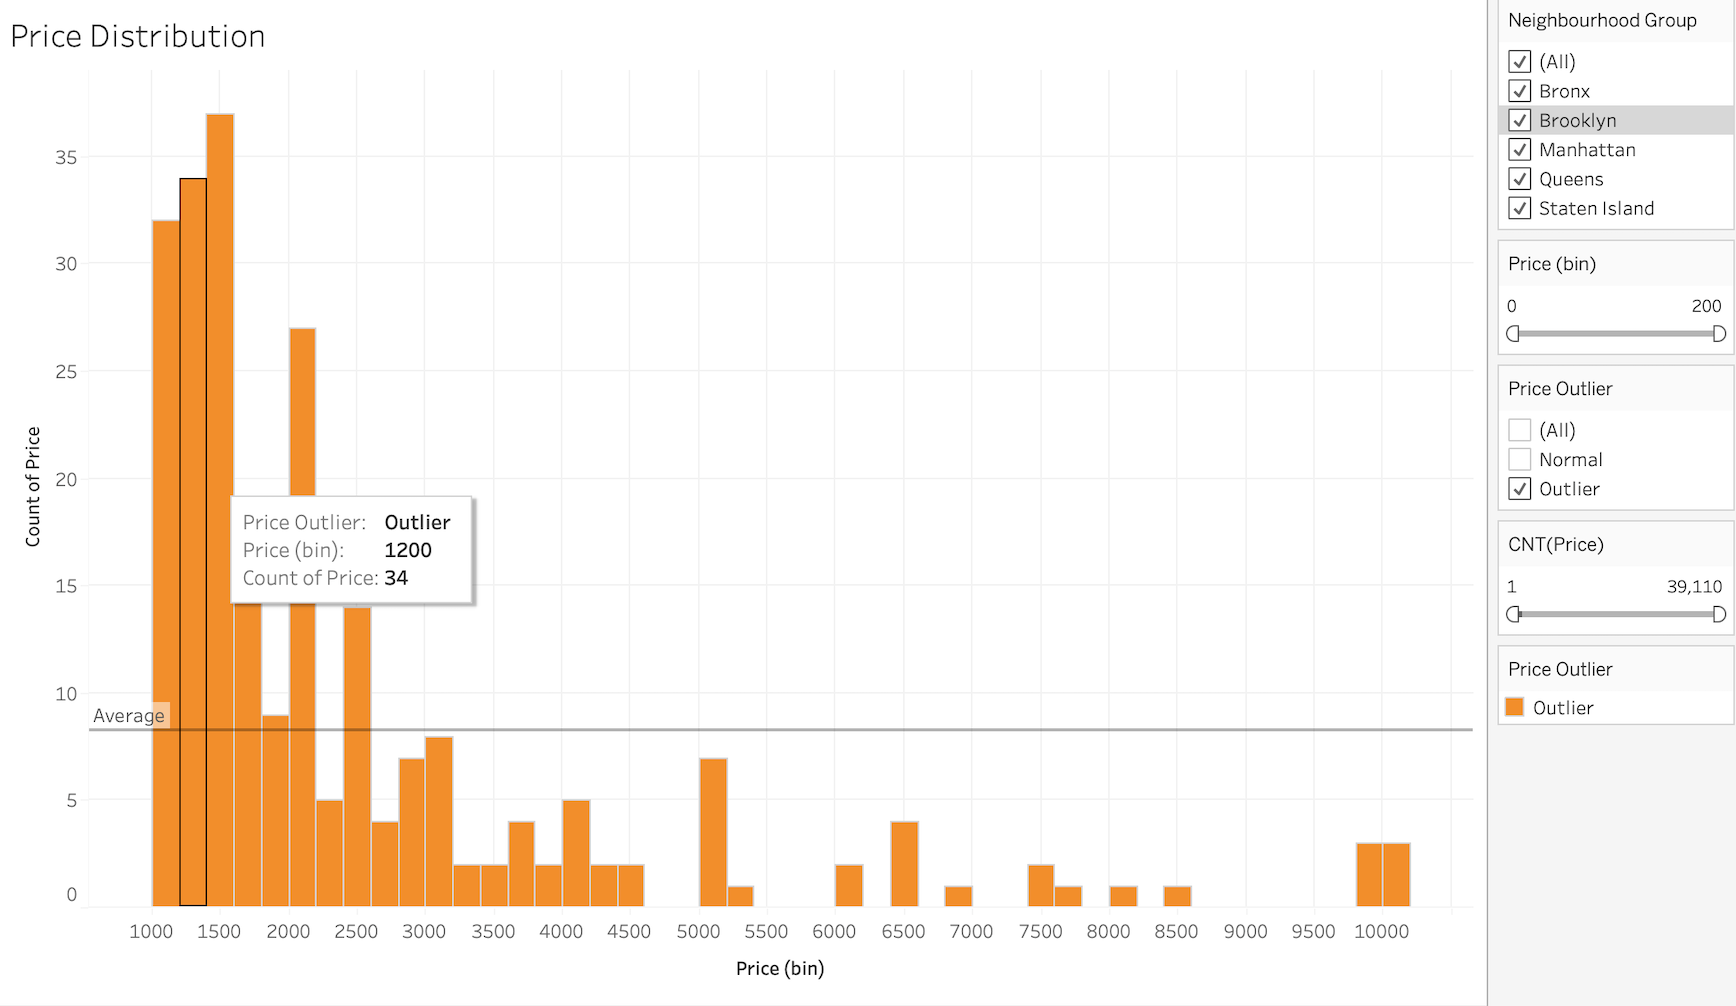 Price Distribution
Count of Price
35
30
25
20
15
10
5
0
Average
Price Outlier: Outlier
Price (bin): 1200
Count of Price: 34
1000 1500 2000 2500 3000 3500 4000 4500 5000 5500 6000 6500 7000 7500 8000 8500 9000 9500 10000
Price (bin)
Neighbourhood Group
(All)
Bronx
Brooklyn
Manhattan
Queens
Staten Island
Price (bin)
0 200
Price Outlier
(All)
Normal
Outlier
CNT(Price)
1 39,110
Price Outlier
Outlier